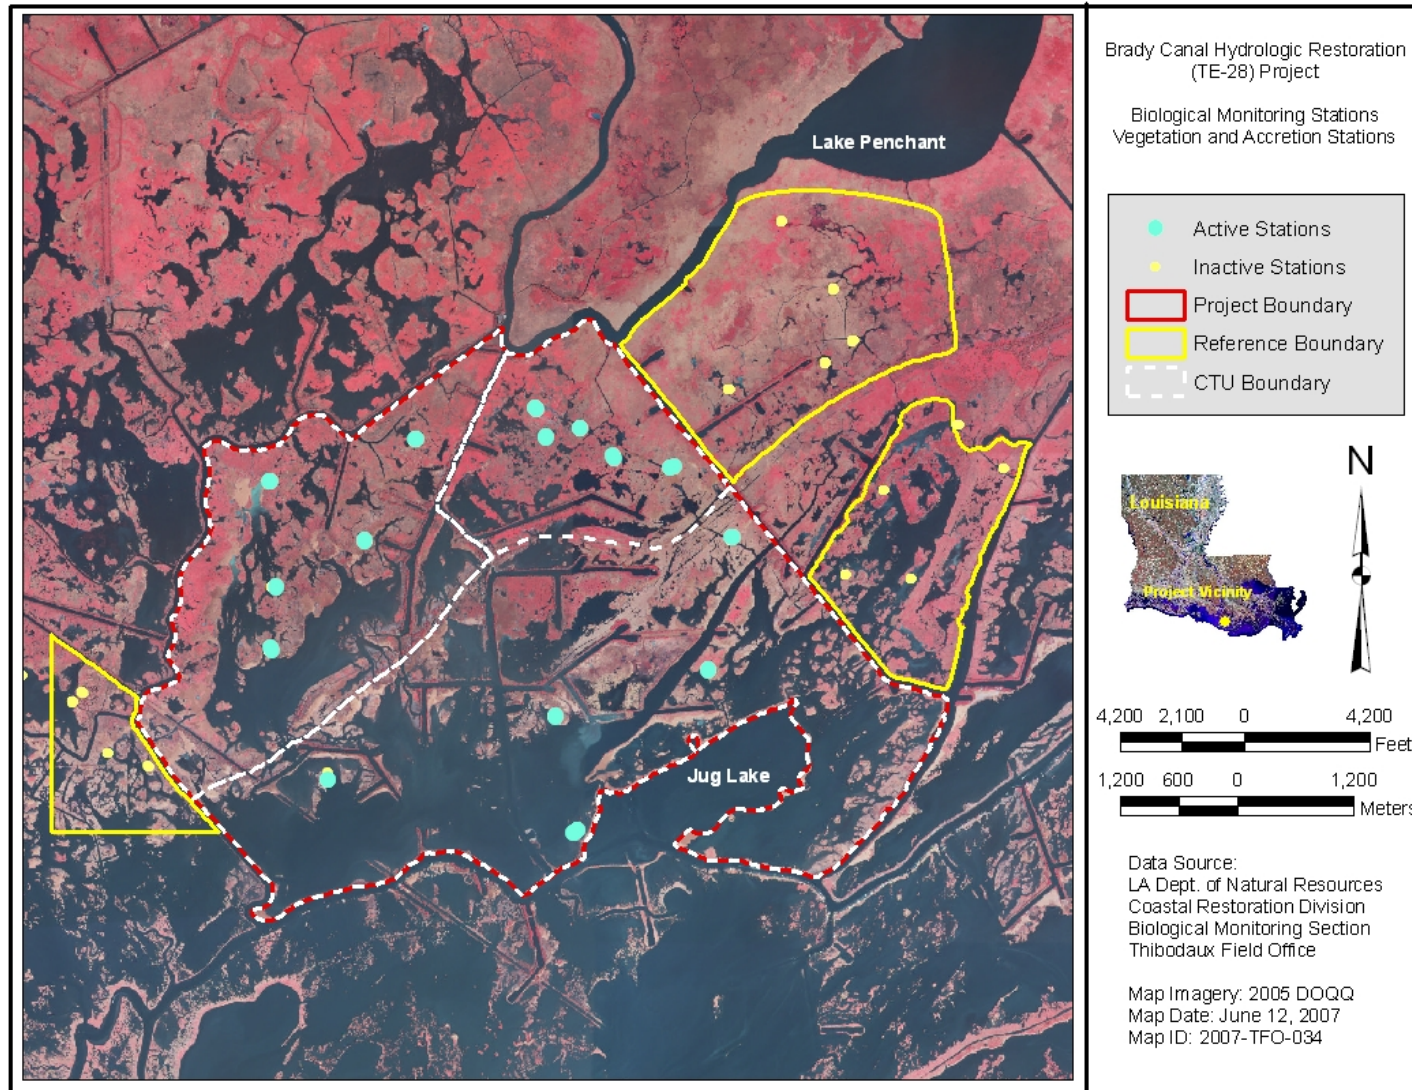 Brady Canal Hydrologic Restoration
(TE-28) Project
Biological Monitoring Stations
Vegetation and Accretion Stations
Lake Penchant
Active Stations
Inactive Stations
Project Boundary
Reference Boundary
CTU Boundary
N
Louisiana
Project Vicinity
4,200 2,100 0 4,200
Feet
1,200 600 0 1,200
Meters
Jug Lake
Data Source:
LA Dept. of Natural Resources
Coastal Restoration Division
Biological Monitoring Section
Thibodaux Field Office
Map Imagery: 2005 DOQQ
Map Date: June 12, 2007
Map ID: 2007-TFO-034